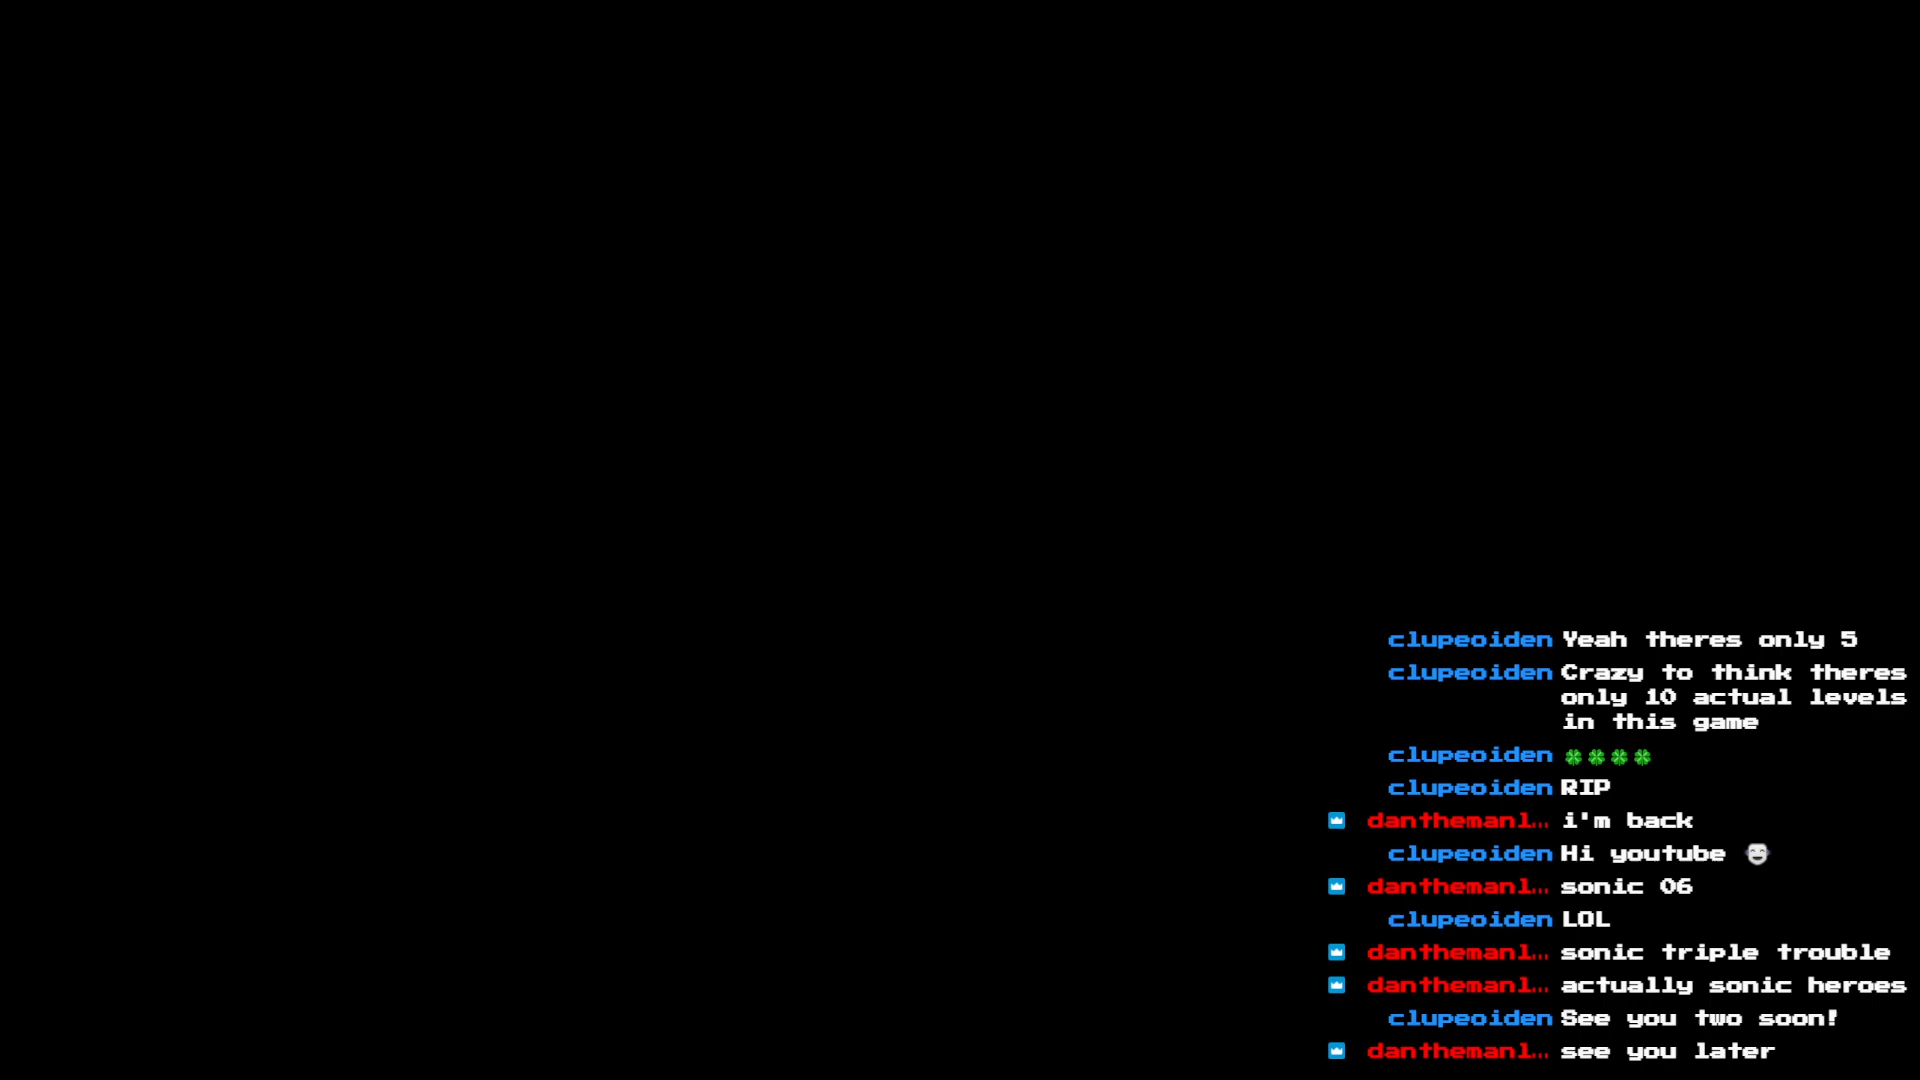 clupeoiden Yeah theres only 5
clupeoiden Crazy to think theres
only 10 actual levels
in this game
clupeoiden 🍀🍀🍀🍀
clupeoiden RIP
danthemanl... i'm back
clupeoiden Hi youtube
danthemanl... sonic 06
clupeoiden LOL
danthemanl... sonic triple trouble
danthemanl... actually sonic heroes
clupeoiden See you two soon!
danthemanl... see you later